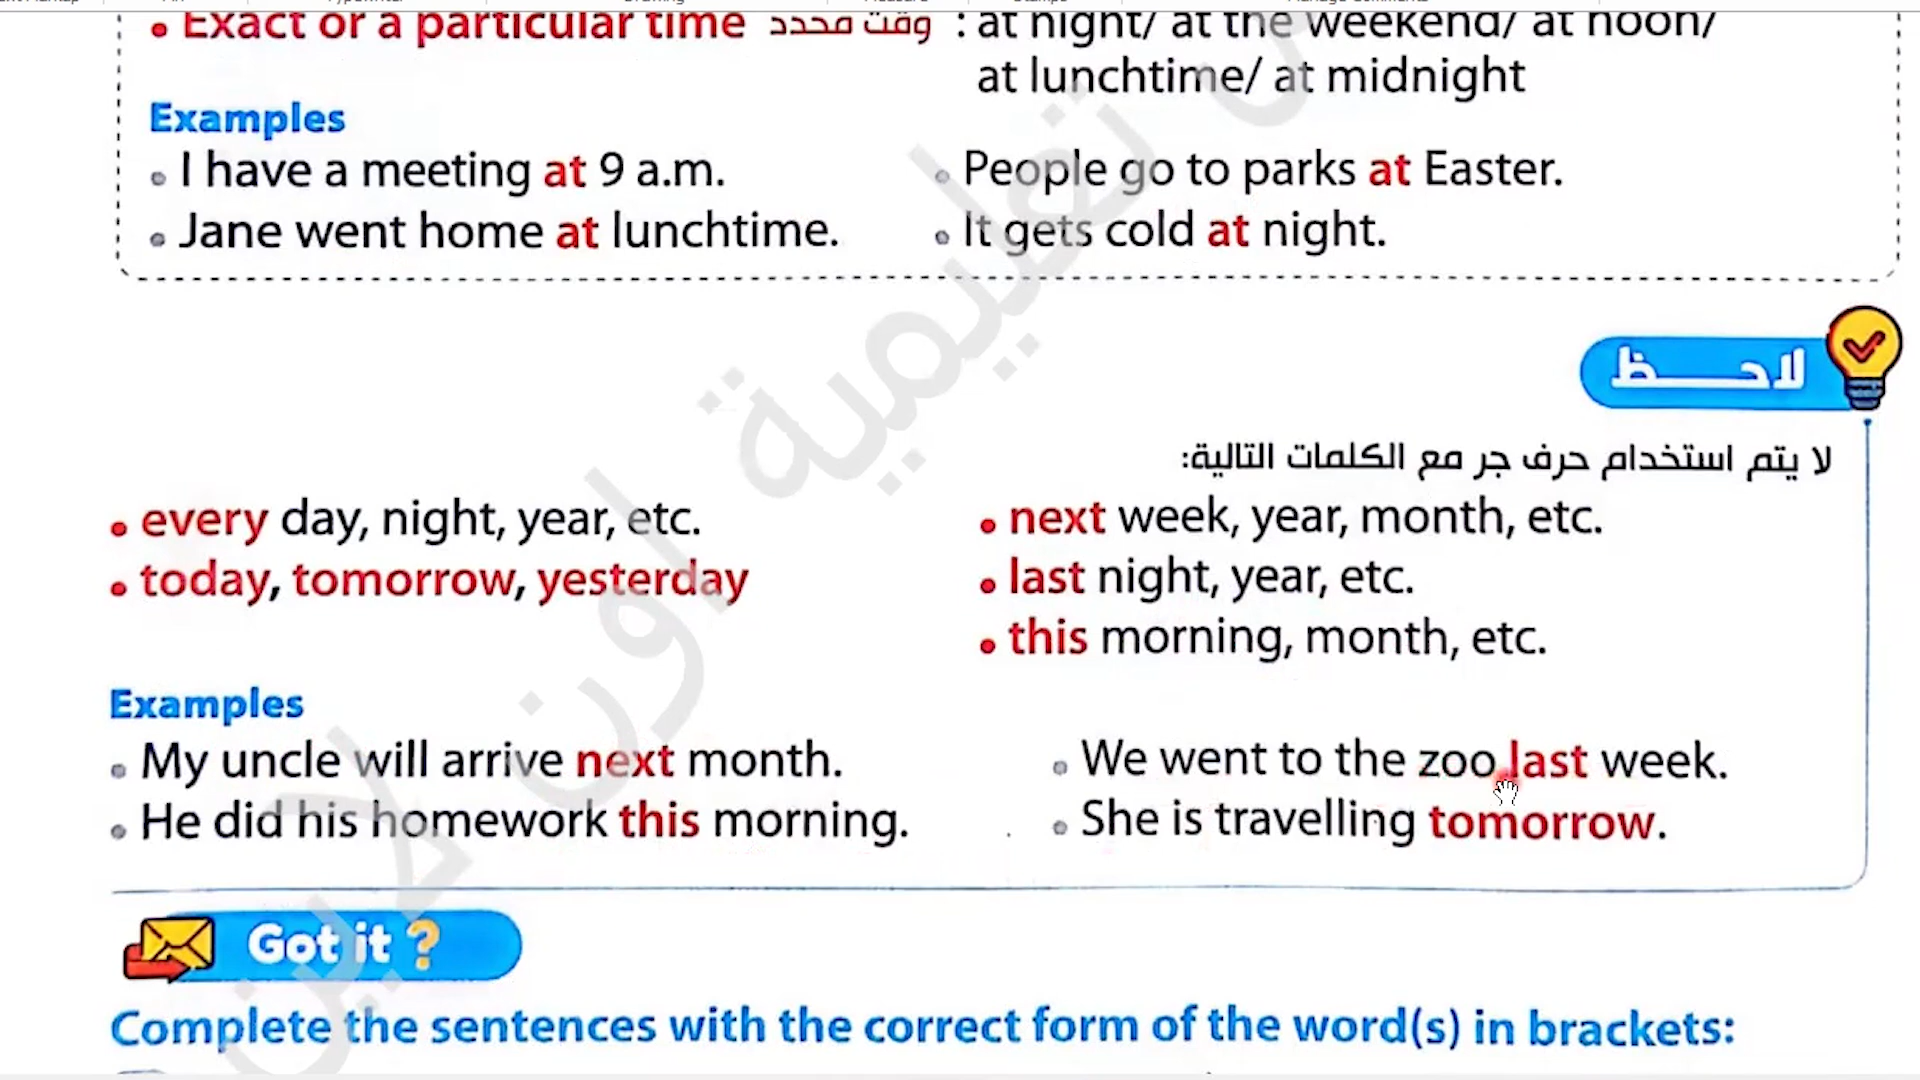 • Exact or a particular time وقت محدد : at night/ at the weekend/ at noon/
at lunchtime/ at midnight
Examples
• I have a meeting at 9 a.m.
• People go to parks at Easter.
• Jane went home at lunchtime.
• It gets cold at night.
لاحـــظ
لا يتم استخدام حرف جر مع الكلمات التالية:
• every day, night, year, etc.
• next week, year, month, etc.
• today, tomorrow, yesterday
• last night, year, etc.
• this morning, month, etc.
Examples
• My uncle will arrive next month.
• We went to the zoo last week.
• He did his homework this morning.
• She is travelling tomorrow.
Got it ?
Complete the sentences with the correct form of the word(s) in brackets:
تعليمية اون لاين